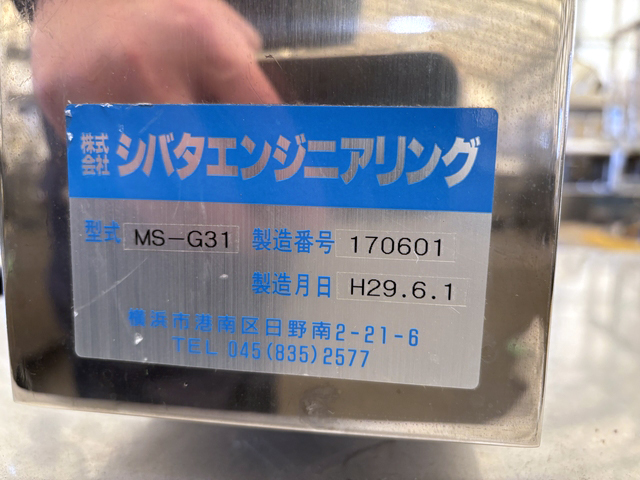 株式会社 シバタエンジニアリング
型式 MS-G31 製造番号 170601
製造月日 H29.6.1
横浜市港南区日野南2-21-6
TEL 045(835)2577